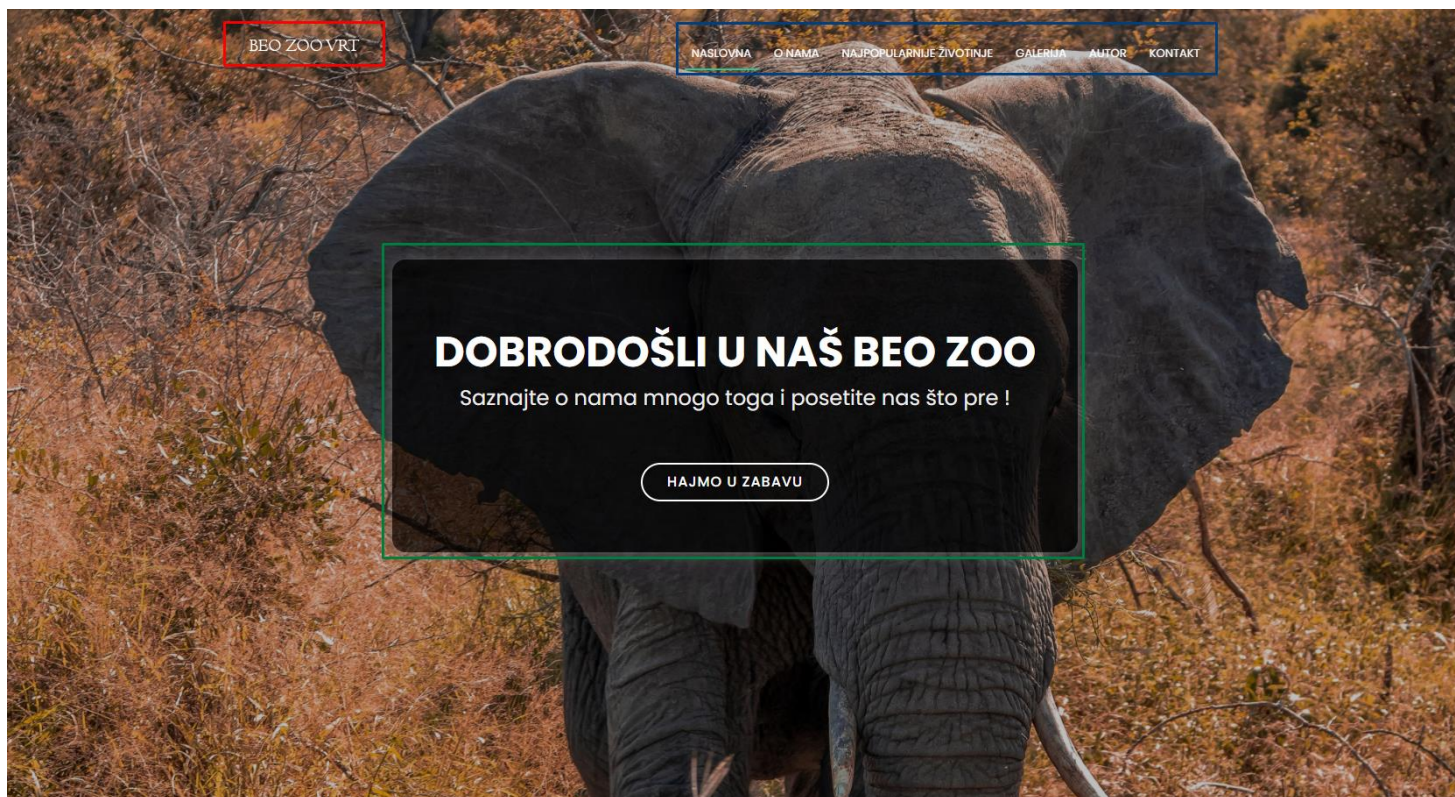 BEO ZOO VRT
NASLOVNA O NAMA NAJPOPULARNIJE ŽIVOTINJE GALERIJA AUTOR KONTAKT
DOBRODOŠLI U NAŠ BEO ZOO
Saznajte o nama mnogo toga i posetite nas što pre !
HAJMO U ZABAVU